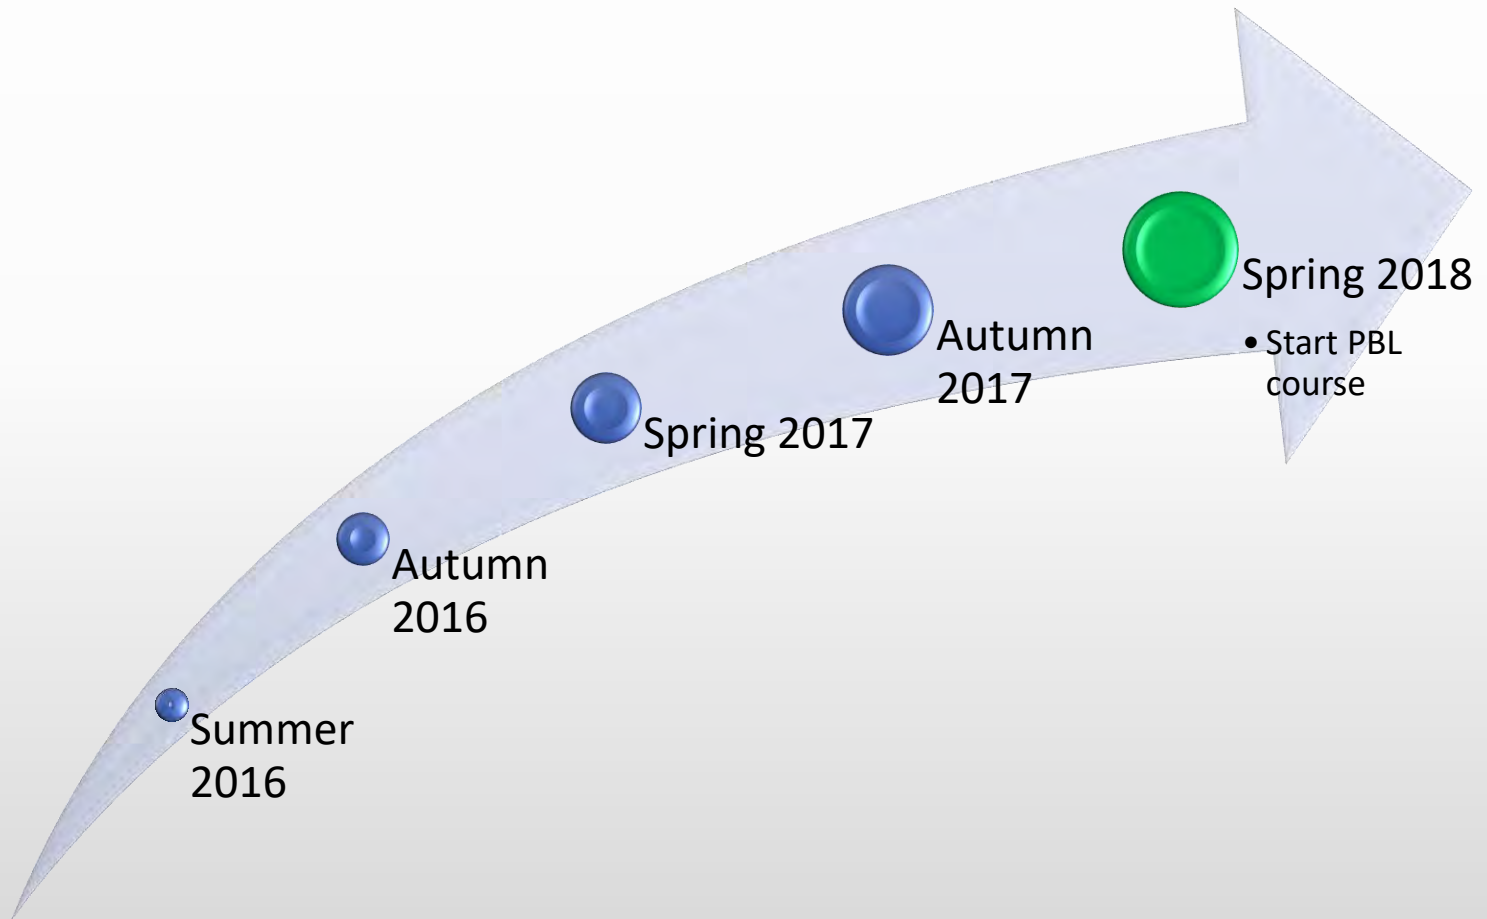 Summer
2016
Autumn
2016
Spring 2017
Autumn
2017
Spring 2018
• Start PBL
course